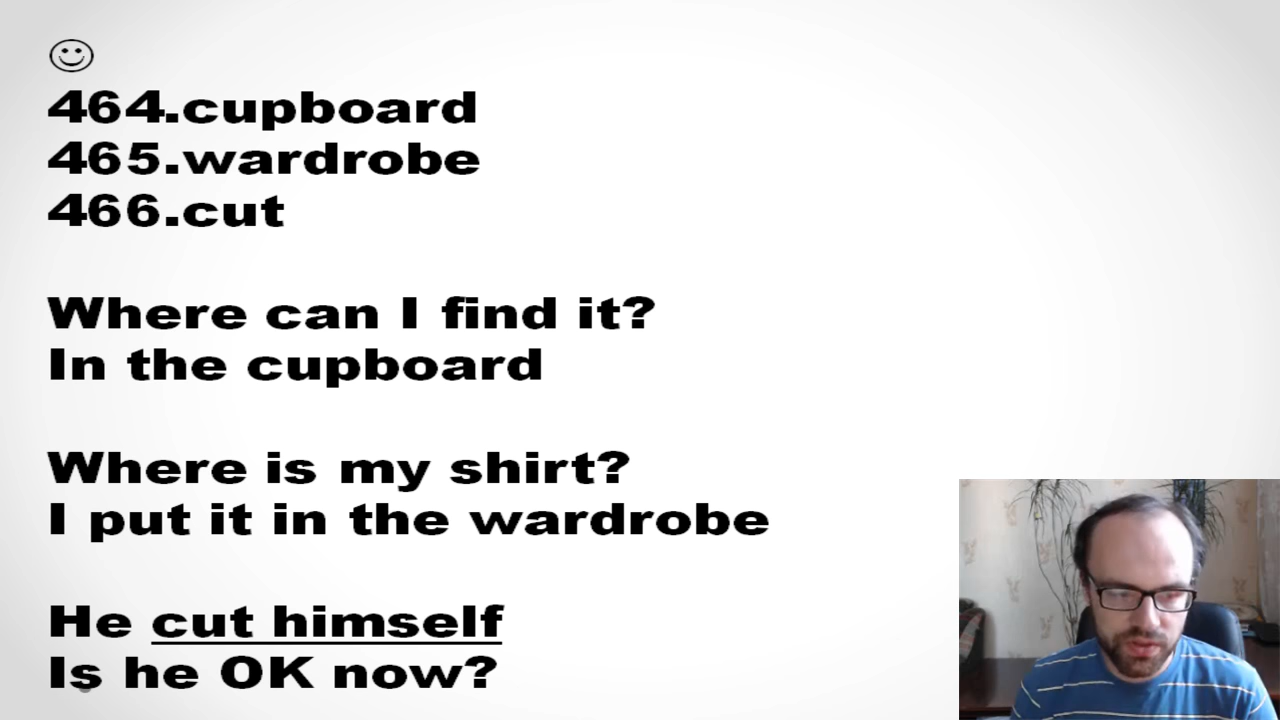 464.cupboard
465.wardrobe
466.cut
Where can I find it?
In the cupboard
Where is my shirt?
I put it in the wardrobe
He cut himself
Is he OK now?